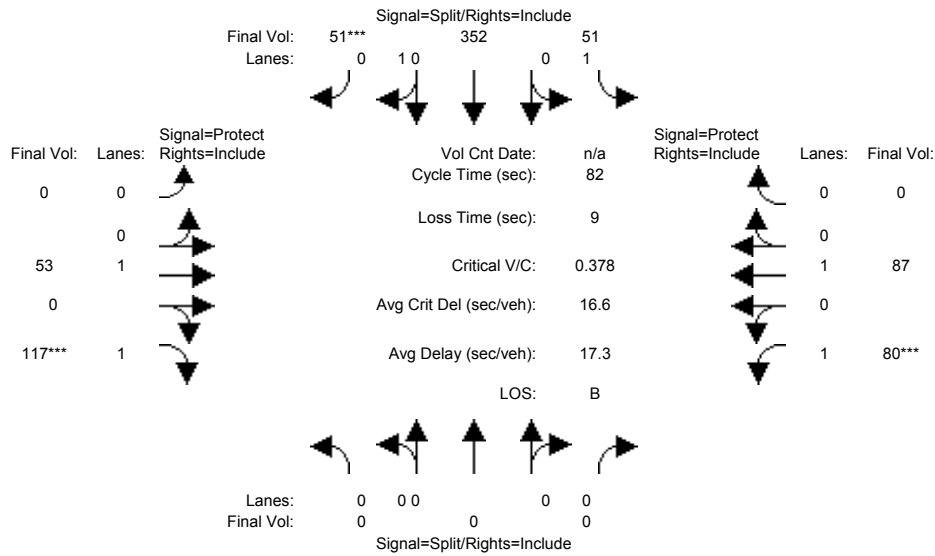 Signal=Split/Rights=Include
Final Vol: 51*** 352 51
Lanes: 0 1 0 0 1
Signal=Protect Signal=Protect
Final Vol: Lanes: Rights=Include Vol Cnt Date: n/a Rights=Include Lanes: Final Vol:
Cycle Time (sec): 82
0 0 0 0
Loss Time (sec): 9
0 0
53 1 Critical V/C: 0.378 1 87
0 Avg Crit Del (sec/veh): 16.6 0
117*** 1 Avg Delay (sec/veh): 17.3 1 80***
LOS: B
Lanes: 0 0 0 0 0
Final Vol: 0 0 0
Signal=Split/Rights=Include